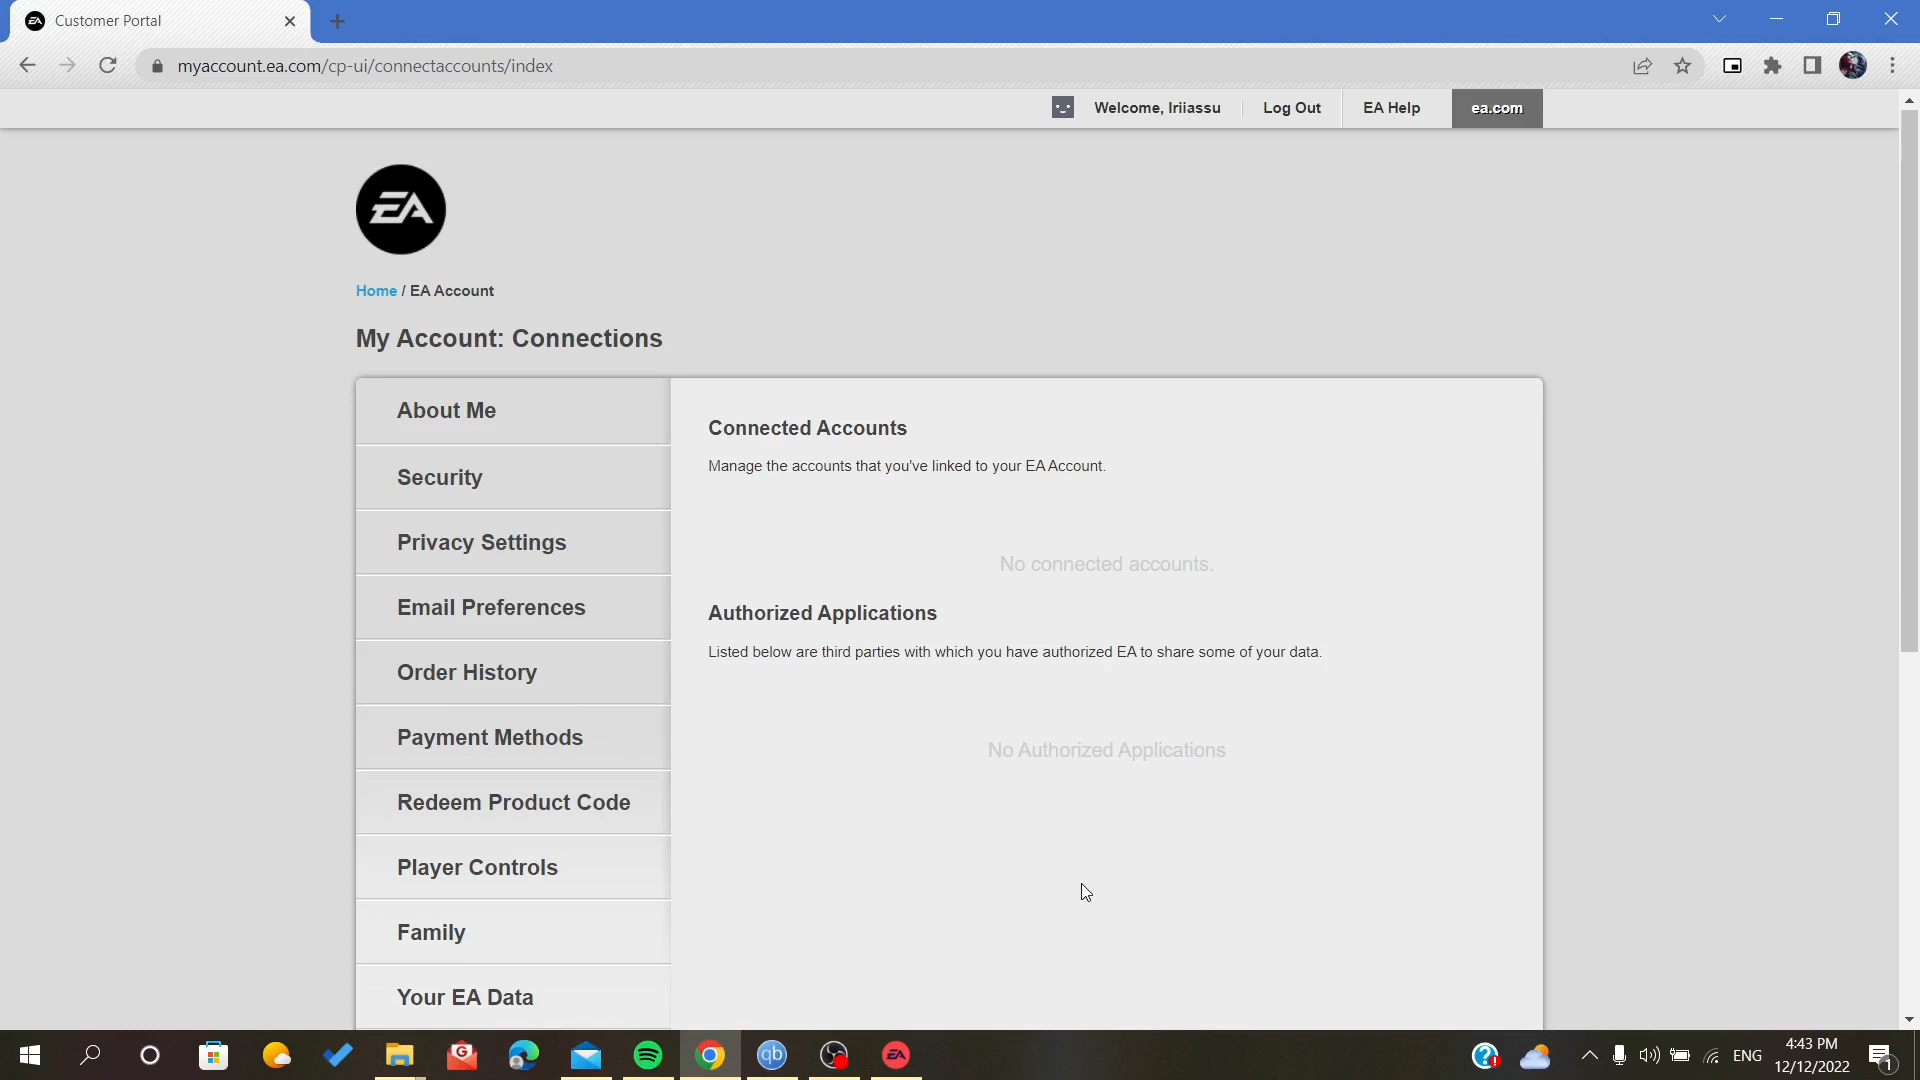 Customer Portal
myaccount.ea.com/cp-ui/connectaccounts/index
Welcome, Iriiassu
Log Out
EA Help
ea.com
EA
Home / EA Account
My Account: Connections
About Me
Security
Privacy Settings
Email Preferences
Order History
Payment Methods
Redeem Product Code
Player Controls
Family
Your EA Data
Connected Accounts
Manage the accounts that you've linked to your EA Account.
No connected accounts.
Authorized Applications
Listed below are third parties with which you have authorized EA to share some of your data.
No Authorized Applications
G
qb
EA
ENG
4:43 PM
12/12/2022
1